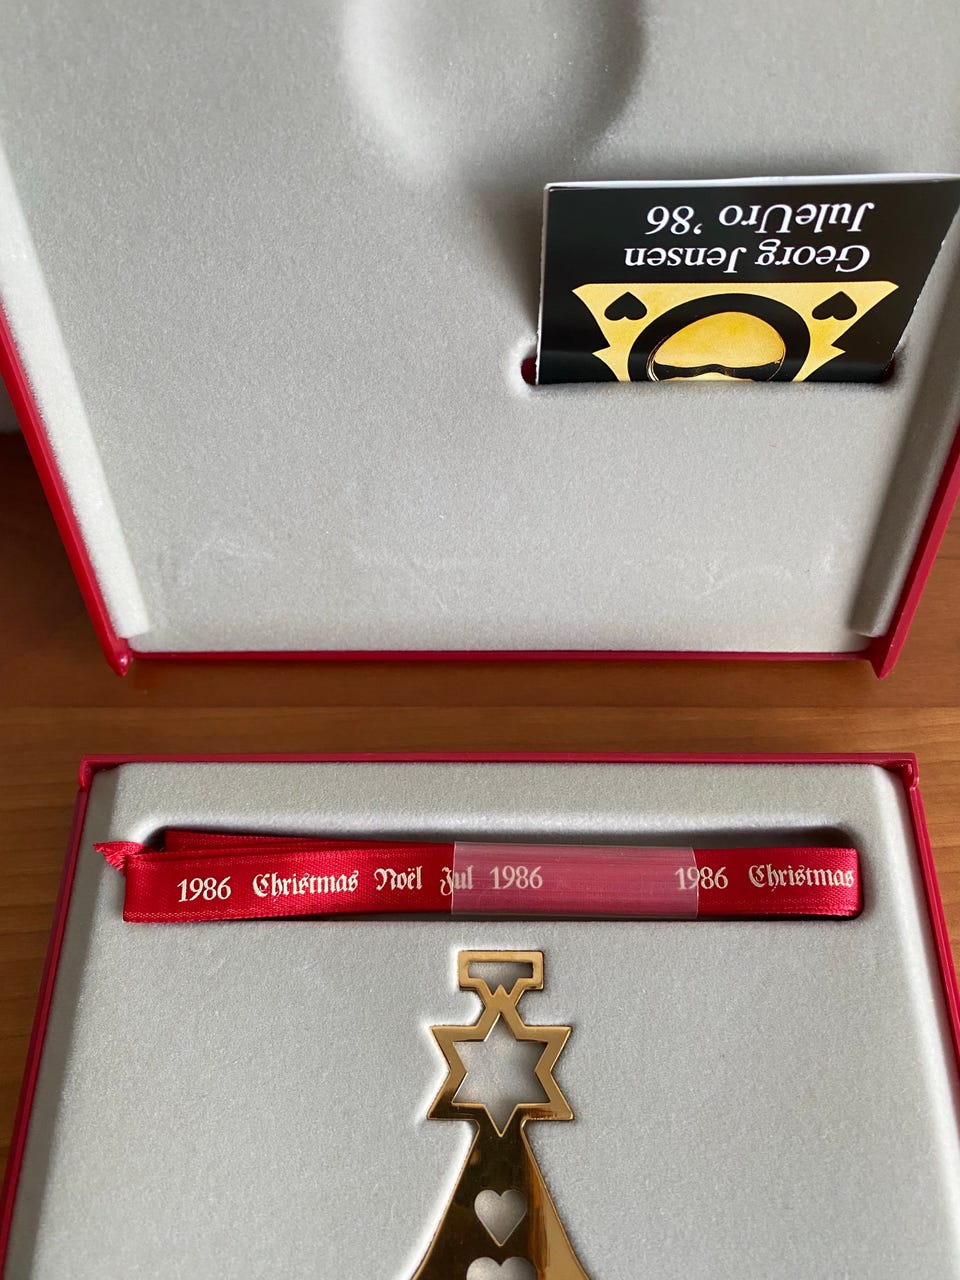 Georg Jensen
JuleUro '86
1986 Christmas Noël Jul 1986 1986 Christmas